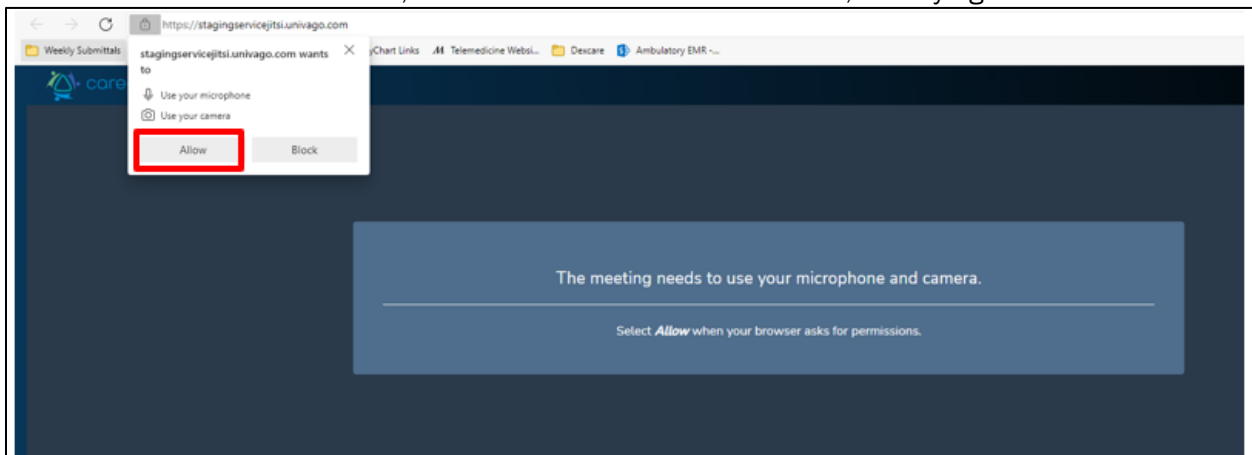 https://stagingservicejitsi.univago.com
Weekly Submittals
yChart Links
Telemedicine Websi...
Dexcare
Ambulatory EMR -...
stagingservicejitsi.univago.com wants
to
Use your microphone
Use your camera
Allow
Block
care
The meeting needs to use your microphone and camera.
Select Allow when your browser asks for permissions.